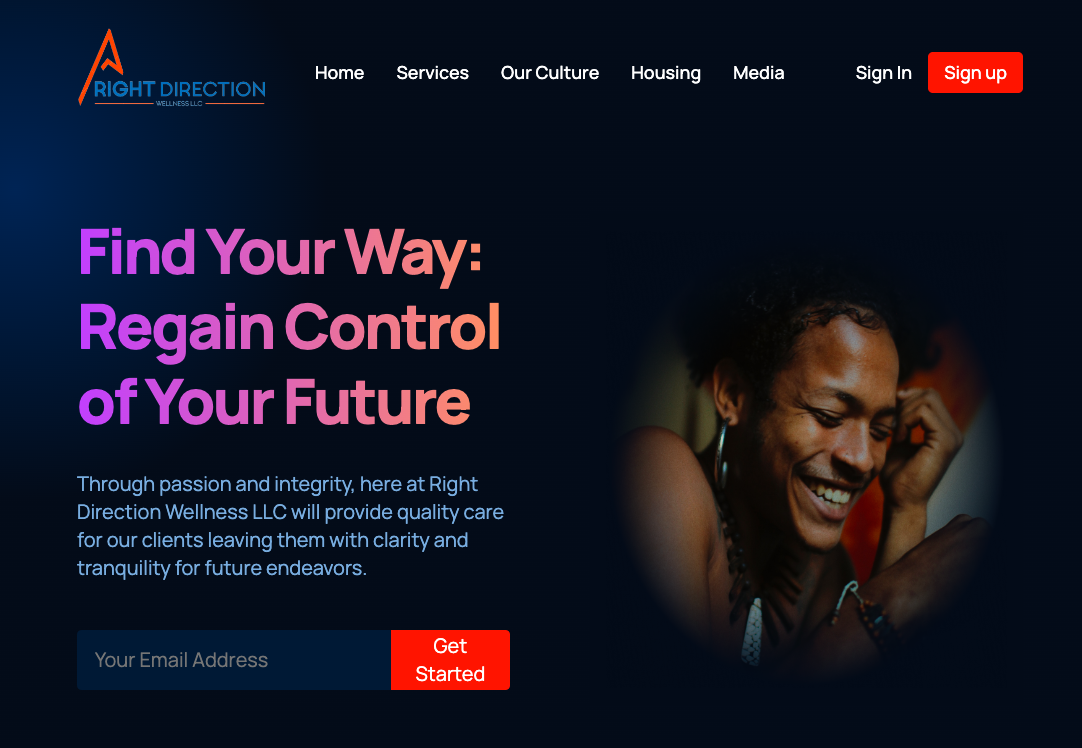 RIGHT DIRECTION
WELLNESS LLC
Home Services Our Culture Housing Media Sign In Sign up
Find Your Way:
Regain Control
of Your Future
Through passion and integrity, here at Right
Direction Wellness LLC will provide quality care
for our clients leaving them with clarity and
tranquility for future endeavors.
Your Email Address
Get
Started